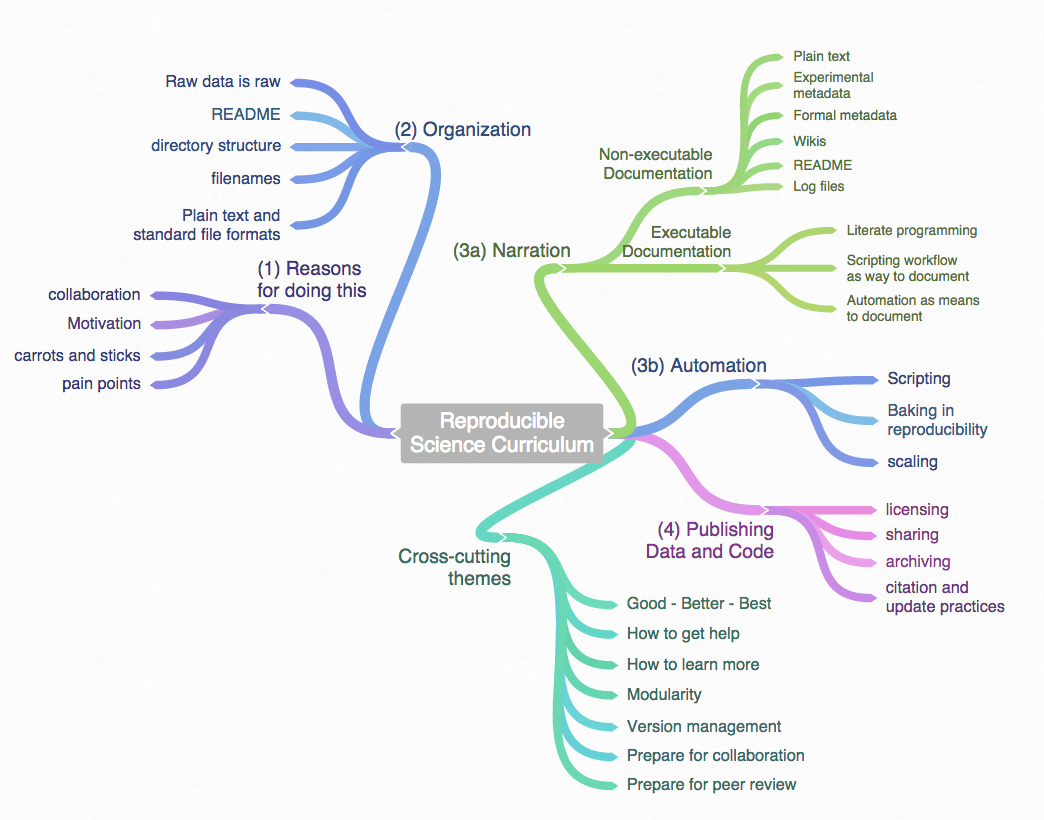 Reproducible
Science Curriculum
(1) Reasons
for doing this
collaboration
Motivation
carrots and sticks
pain points
(2) Organization
Raw data is raw
README
directory structure
filenames
Plain text and
standard file formats
(3a) Narration
Non-executable
Documentation
Plain text
Experimental
metadata
Formal metadata
Wikis
README
Log files
Executable
Documentation
Literate programming
Scripting workflow
as way to document
Automation as means
to document
(3b) Automation
Scripting
Baking in
reproducibility
scaling
(4) Publishing
Data and Code
licensing
sharing
archiving
citation and
update practices
Cross-cutting
themes
Good - Better - Best
How to get help
How to learn more
Modularity
Version management
Prepare for collaboration
Prepare for peer review